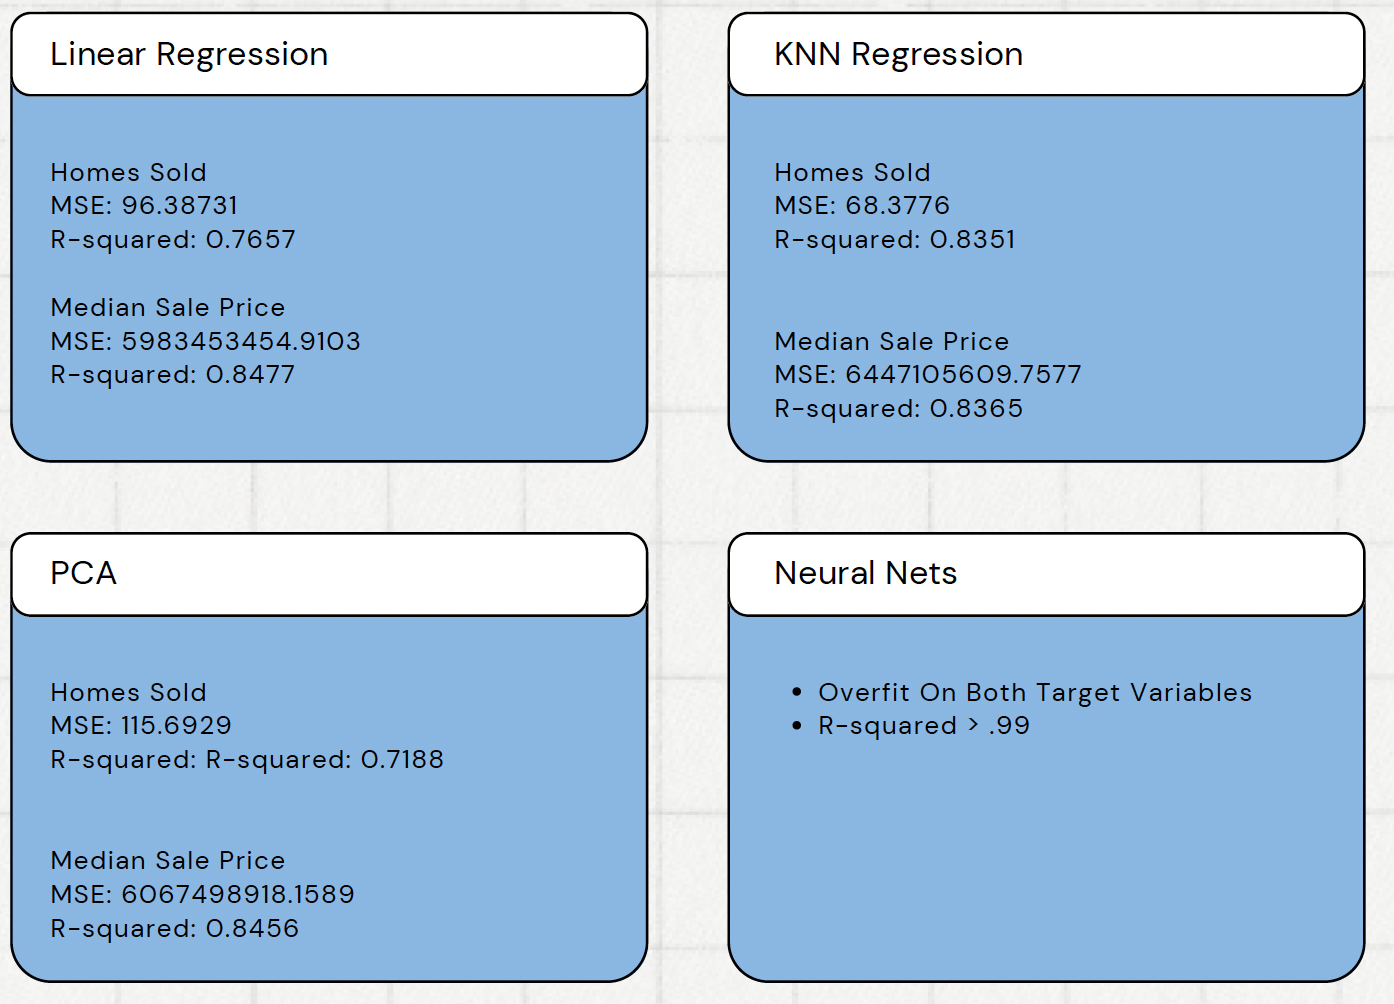 Linear Regression
Homes Sold
MSE: 96.38731
R-squared: 0.7657
Median Sale Price
MSE: 5983453454.9103
R-squared: 0.8477
KNN Regression
Homes Sold
MSE: 68.3776
R-squared: 0.8351
Median Sale Price
MSE: 6447105609.7577
R-squared: 0.8365
PCA
Homes Sold
MSE: 115.6929
R-squared: R-squared: 0.7188
Median Sale Price
MSE: 6067498918.1589
R-squared: 0.8456
Neural Nets
• Overfit On Both Target Variables
• R-squared > .99